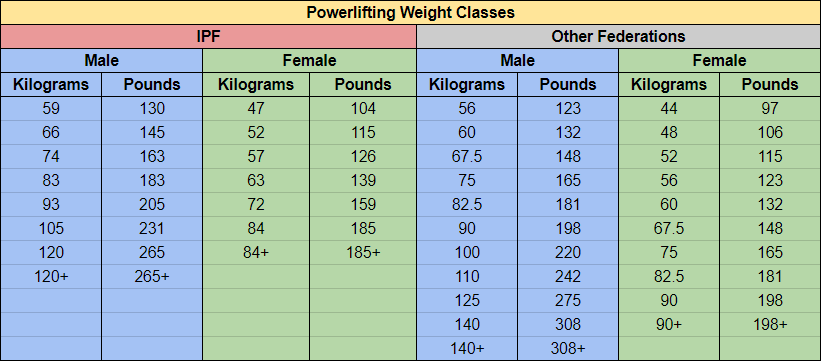 Powerlifting Weight Classes
IPF Other Federations
Male Female Male Female
Kilograms Pounds Kilograms Pounds Kilograms Pounds Kilograms Pounds
59 130 47 104 56 123 44 97
66 145 52 115 60 132 48 106
74 163 57 126 67.5 148 52 115
83 183 63 139 75 165 56 123
93 205 72 159 82.5 181 60 132
105 231 84 185 90 198 67.5 148
120 265 84+ 185+ 100 220 75 165
120+ 265+ 110 242 82.5 181
125 275 90 198
140 308 90+ 198+
140+ 308+